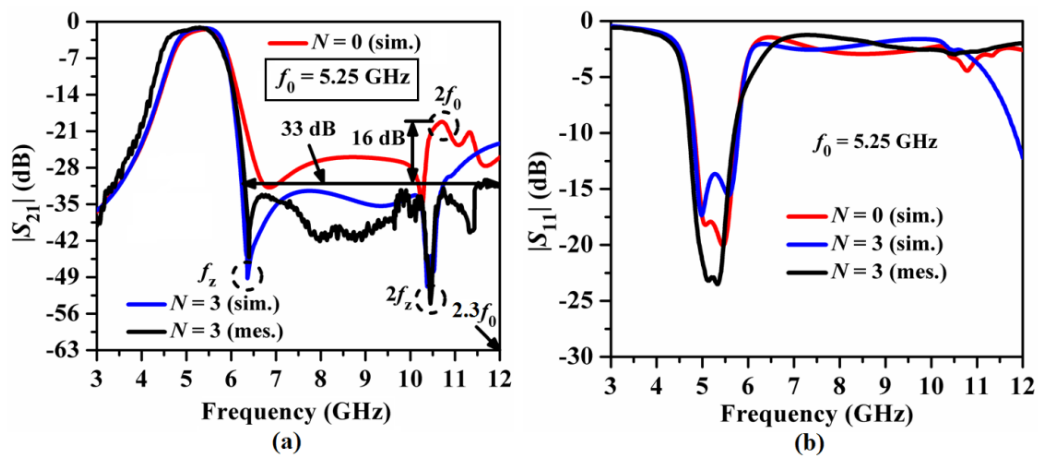 0
-7
-14
-21
-28
-35
-42
-49
-56
-63
|S21| (dB)
N = 0 (sim.)
f0 = 5.25 GHz
2f0
33 dB
16 dB
fz
2fz
N = 3 (sim.)
N = 3 (mes.)
2.3f0
3 4 5 6 7 8 9 10 11 12
Frequency (GHz)
(a)
0
-5
-10
-15
-20
-25
-30
|S11| (dB)
f0 = 5.25 GHz
N = 0 (sim.)
N = 3 (sim.)
N = 3 (mes.)
3 4 5 6 7 8 9 10 11 12
Frequency (GHz)
(b)